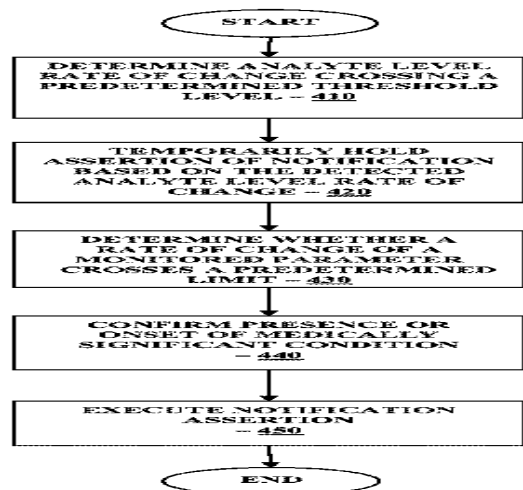 START
DETERMINE ANALYTE LEVEL
RATE OF CHANGE CROSSING A
PREDETERMINED THRESHOLD
LEVEL – 410
TEMPORARILY HOLD
ASSERTION OF NOTIFICATION
BASED ON THE DETECTED
ANALYTE LEVEL RATE OF
CHANGE – 420
DETERMINE WHETHER A
RATE OF CHANGE OF A
MONITORED PARAMETER
CROSSES A PREDETERMINED
LIMIT – 430
CONFIRM PRESENCE OR
ONSET OF MEDICALLY
SIGNIFICANT CONDITION
– 440
EXECUTE NOTIFICATION
ASSERTION
– 450
END